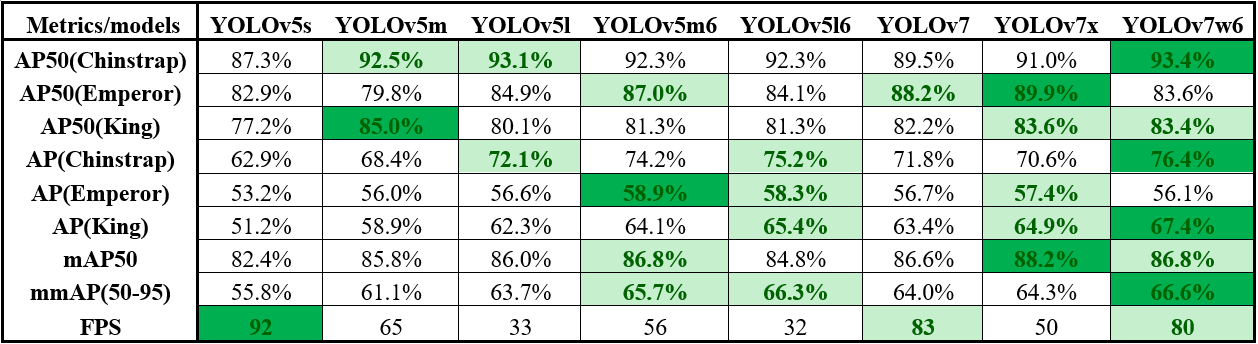 Metrics/models YOLOv5s YOLOv5m YOLOv5l YOLOv5m6 YOLOv5l6 YOLOv7 YOLOv7x YOLOv7w6
AP50(Chinstrap) 87.3% 92.5% 93.1% 92.3% 92.3% 89.5% 91.0% 93.4%
AP50(Emperor) 82.9% 79.8% 84.9% 87.0% 84.1% 88.2% 89.9% 83.6%
AP50(King) 77.2% 85.0% 80.1% 81.3% 81.3% 82.2% 83.6% 83.4%
AP(Chinstrap) 62.9% 68.4% 72.1% 74.2% 75.2% 71.8% 70.6% 76.4%
AP(Emperor) 53.2% 56.0% 56.6% 58.9% 58.3% 56.7% 57.4% 56.1%
AP(King) 51.2% 58.9% 62.3% 64.1% 65.4% 63.4% 64.9% 67.4%
mAP50 82.4% 85.8% 86.0% 86.8% 84.8% 86.6% 88.2% 86.8%
mmAP(50-95) 55.8% 61.1% 63.7% 65.7% 66.3% 64.0% 64.3% 66.6%
FPS 92 65 33 56 32 83 50 80